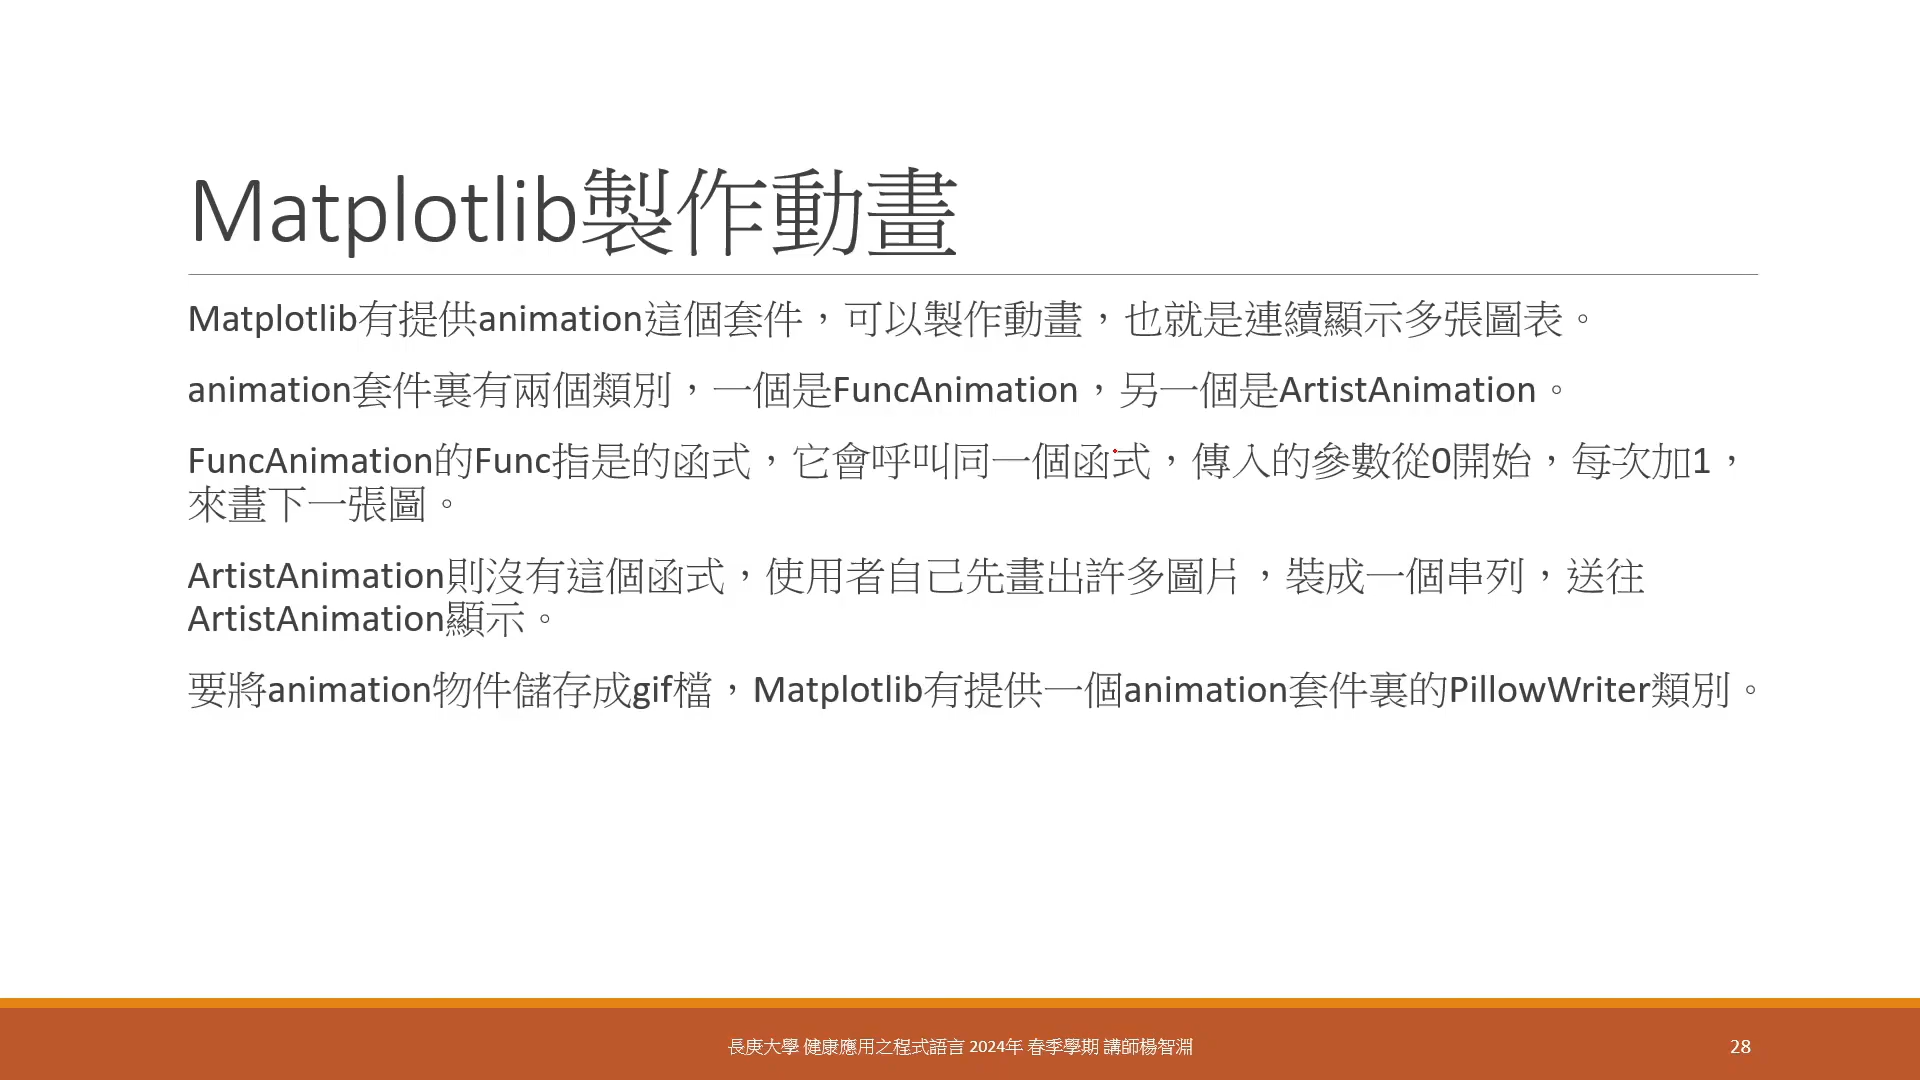 Matplotlib製作動畫
Matplotlib有提供animation這個套件，可以製作動畫，也就是連續顯示多張圖表。
animation套件裏有兩個類別，一個是FuncAnimation，另一個是ArtistAnimation。
FuncAnimation的Func指是的函式，它會呼叫同一個函式，傳入的參數從0開始，每次加1，
來畫下一張圖。
ArtistAnimation則沒有這個函式，使用者自己先畫出許多圖片，裝成一個串列，送往
ArtistAnimation顯示。
要將animation物件儲存成gif檔，Matplotlib有提供一個animation套件裏的PillowWriter類別。
長庚大學 健康應用之程式語言 2024年 春季學期 講師楊智淵
28